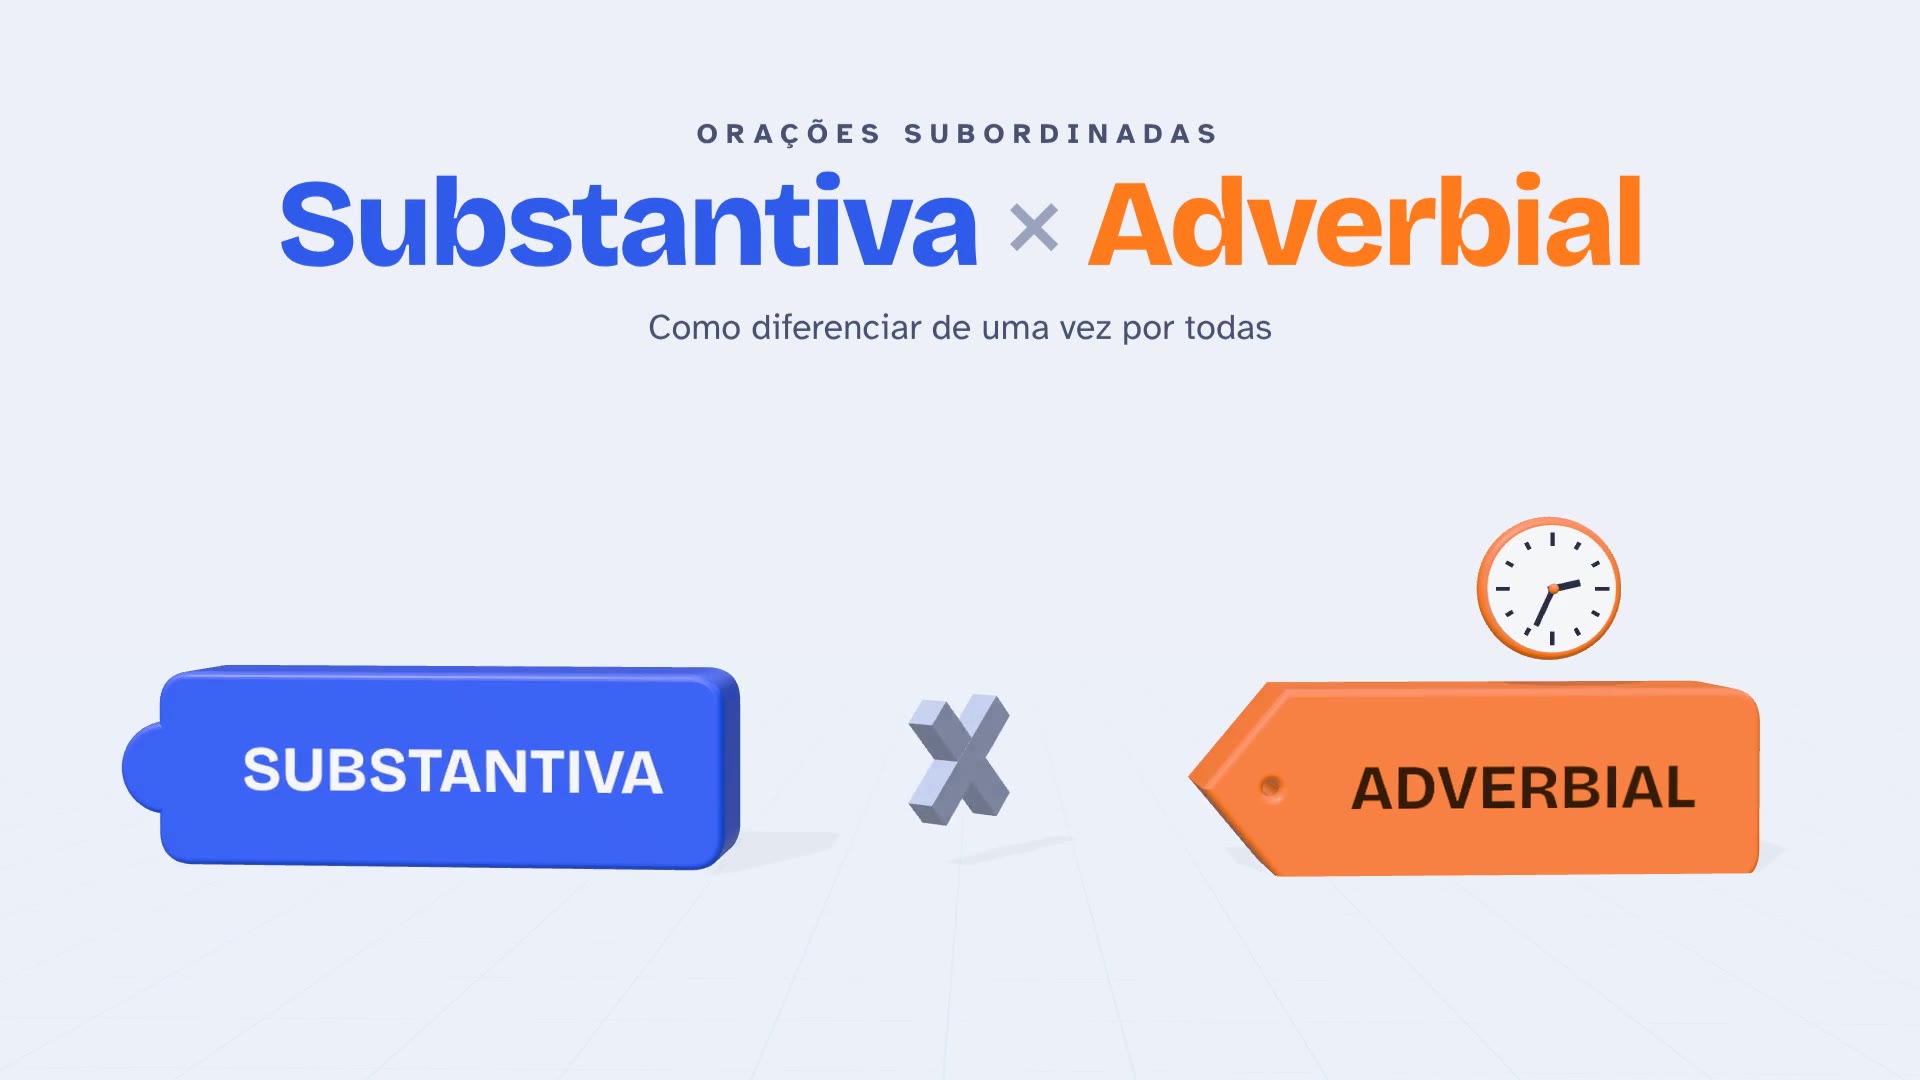 ORAÇÕES SUBORDINADAS
Substantiva × Adverbial
Como diferenciar de uma vez por todas
SUBSTANTIVA
X
ADVERBIAL